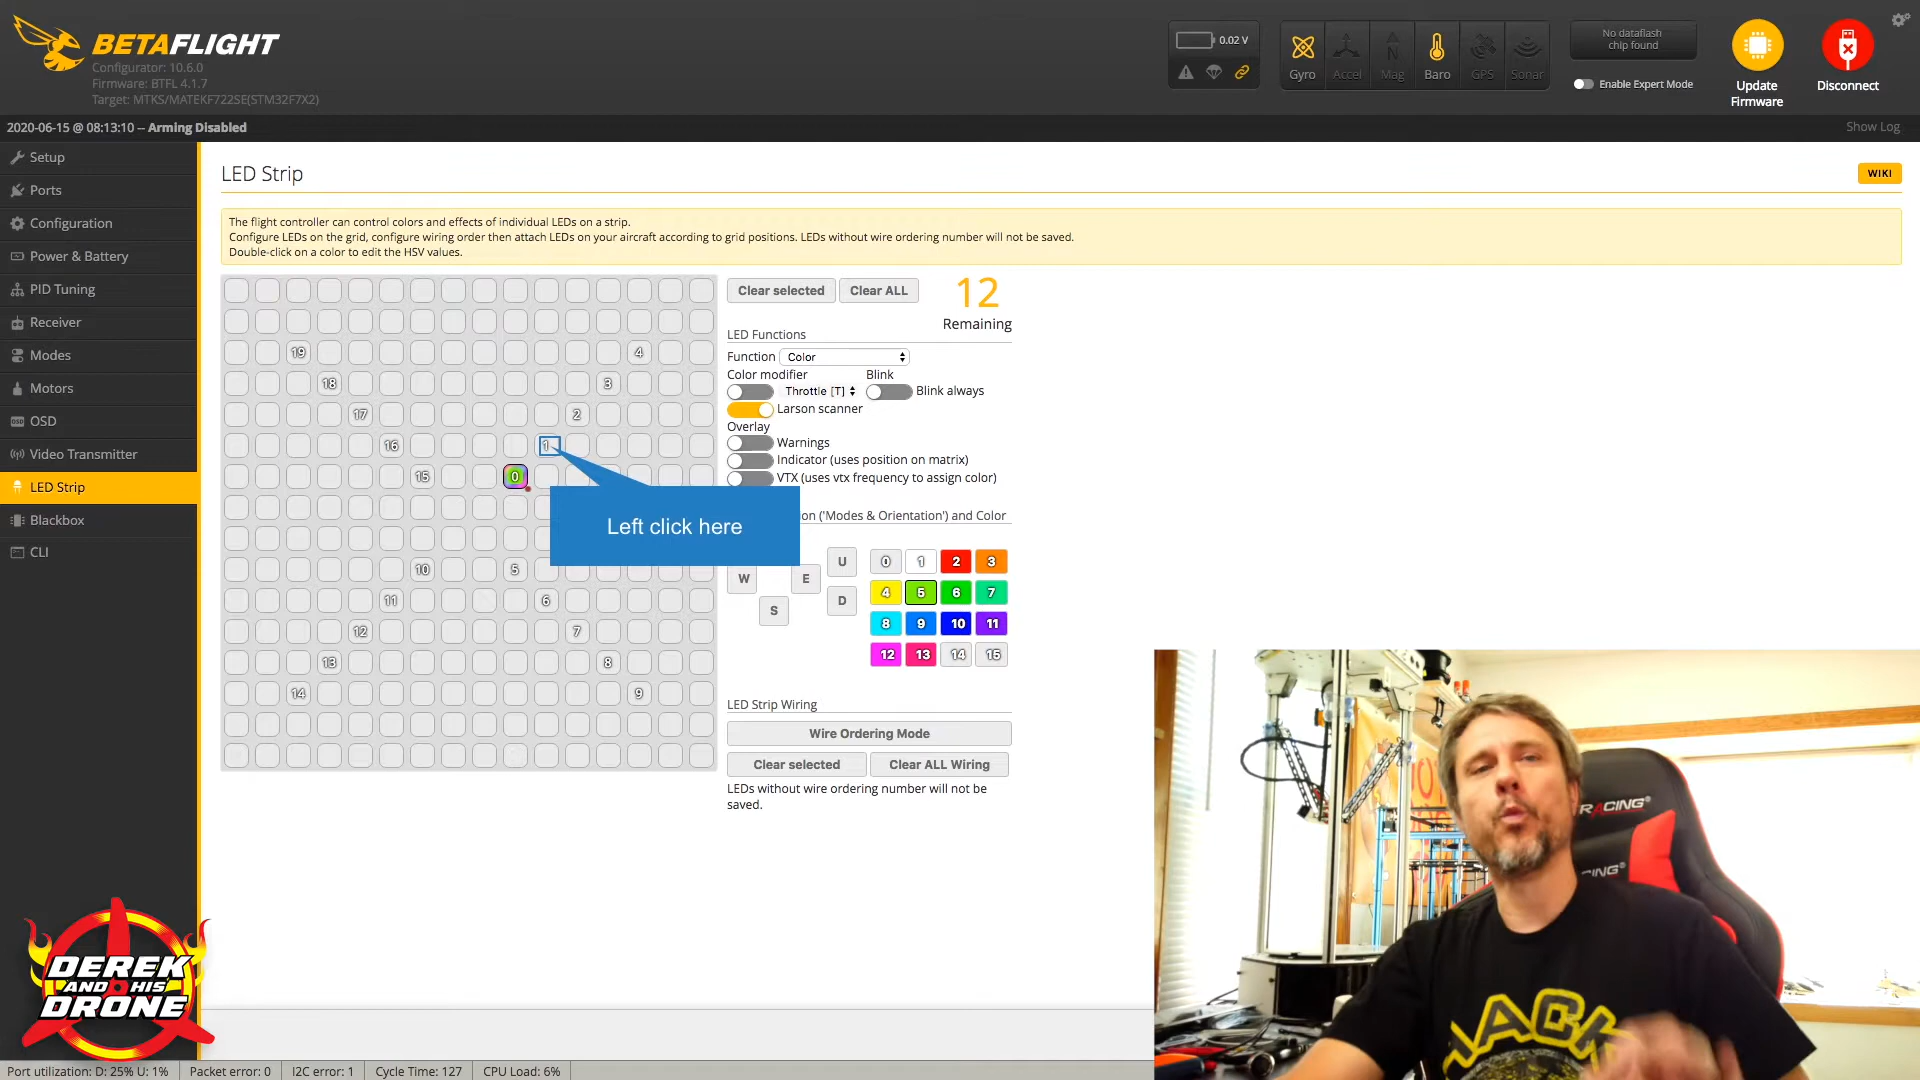 BETAFLIGHT
Configurator: 10.6.0
Firmware: BTFL 4.1.7
Target: MTKS/MATEKF722SE(STM32F7X2)
0.02 V
Gyro
Accel
Mag
Baro
GPS
Sonar
No dataflash
chip found
Enable Expert Mode
Update
Firmware
Disconnect
2020-06-15 @ 08:13:10 -- Arming Disabled
Show Log
Setup
Ports
Configuration
Power & Battery
PID Tuning
Receiver
Modes
Motors
OSD
Video Transmitter
LED Strip
Blackbox
CLI
LED Strip
WIKI
The flight controller can control colors and effects of individual LEDs on a strip.
Configure LEDs on the grid, configure wiring order then attach LEDs on your aircraft according to grid positions. LEDs without wire ordering number will not be saved.
Double-click on a color to edit the HSV values.
19 4
18 3
17 2
16 1
15 0
10 5
11 6
12 7
13 8
14 9
Left click here
Clear selected
Clear ALL
12
Remaining
LED Functions
Function Color
Color modifier Blink
Throttle [T] Blink always
Larson scanner
Overlay
Warnings
Indicator (uses position on matrix)
VTX (uses vtx frequency to assign color)
ion ('Modes & Orientation') and Color
W
E
S
U
D
0 1 2 3
4 5 6 7
8 9 10 11
12 13 14 15
LED Strip Wiring
Wire Ordering Mode
Clear selected
Clear ALL Wiring
LEDs without wire ordering number will not be
saved.
RACING
DEREK
AND HIS
DRONE
Port utilization: D: 25% U: 1%
Packet error: 0
I2C error: 1
Cycle Time: 127
CPU Load: 6%